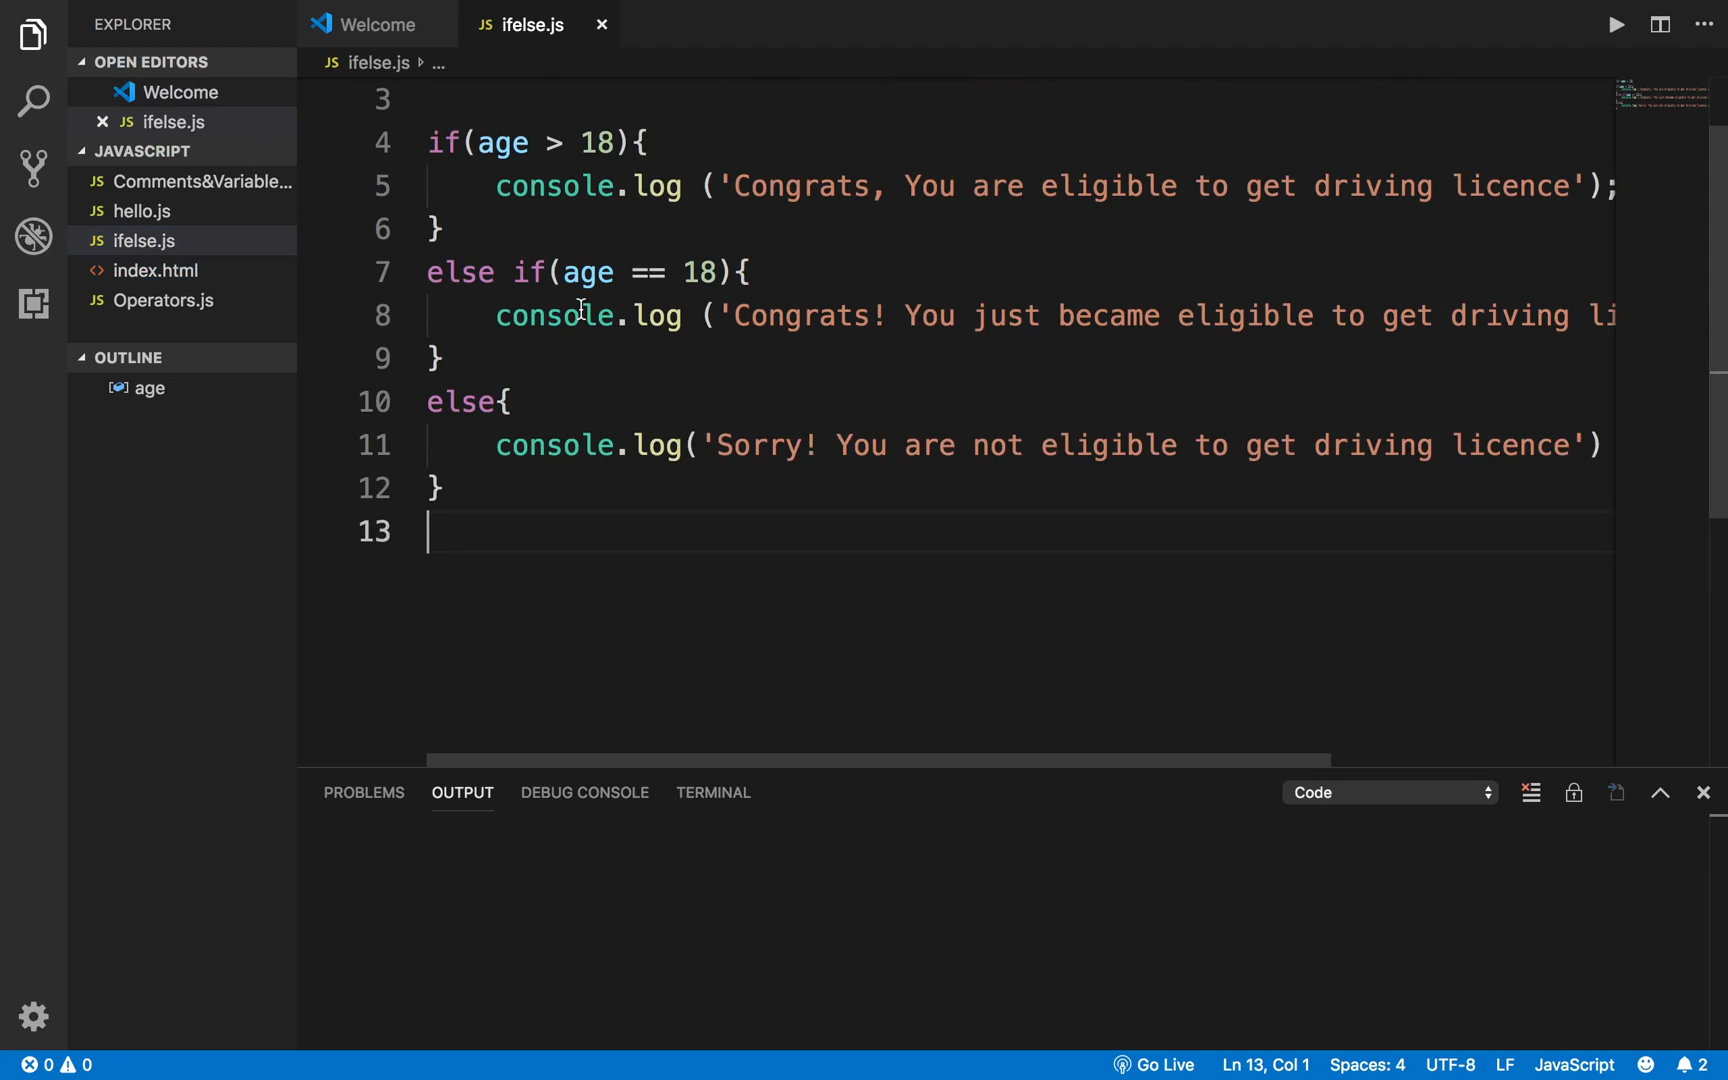 EXPLORER
Welcome
JS ifelse.js ×
OPEN EDITORS
JS ifelse.js ▸ ...
Welcome
× JS ifelse.js
JAVASCRIPT
JS Comments&Variable...
JS hello.js
JS ifelse.js
<> index.html
JS Operators.js
OUTLINE
age
3
4 if(age > 18){
5 console.log ('Congrats, You are eligible to get driving licence');
6 }
7 else if(age == 18){
8 console.log ('Congrats! You just became eligible to get driving li
9 }
10 else{
11 console.log('Sorry! You are not eligible to get driving licence')
12 }
13
PROBLEMS OUTPUT DEBUG CONSOLE TERMINAL Code
0 0 Go Live Ln 13, Col 1 Spaces: 4 UTF-8 LF JavaScript 2